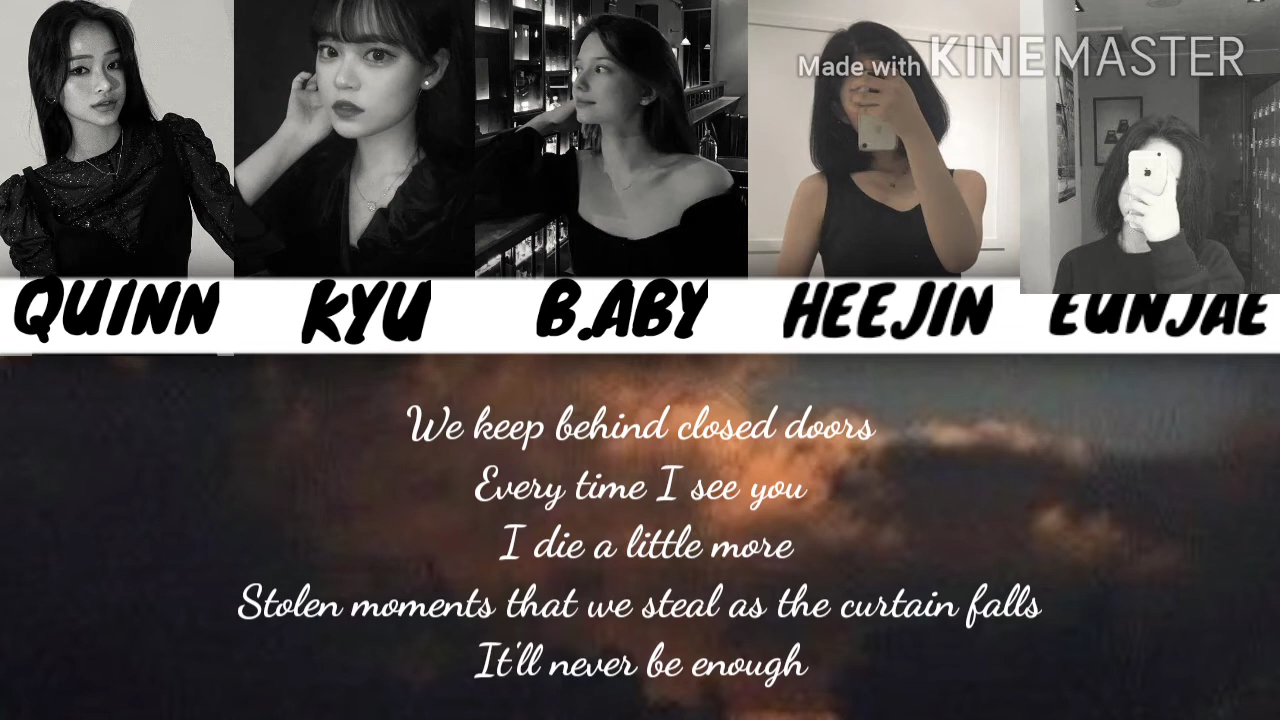 Made with KINEMASTER
QUINN KYU B.ABY HEEJIN EUNJAE
We keep behind closed doors
Every time I see you
I die a little more
Stolen moments that we steal as the curtain falls
It'll never be enough